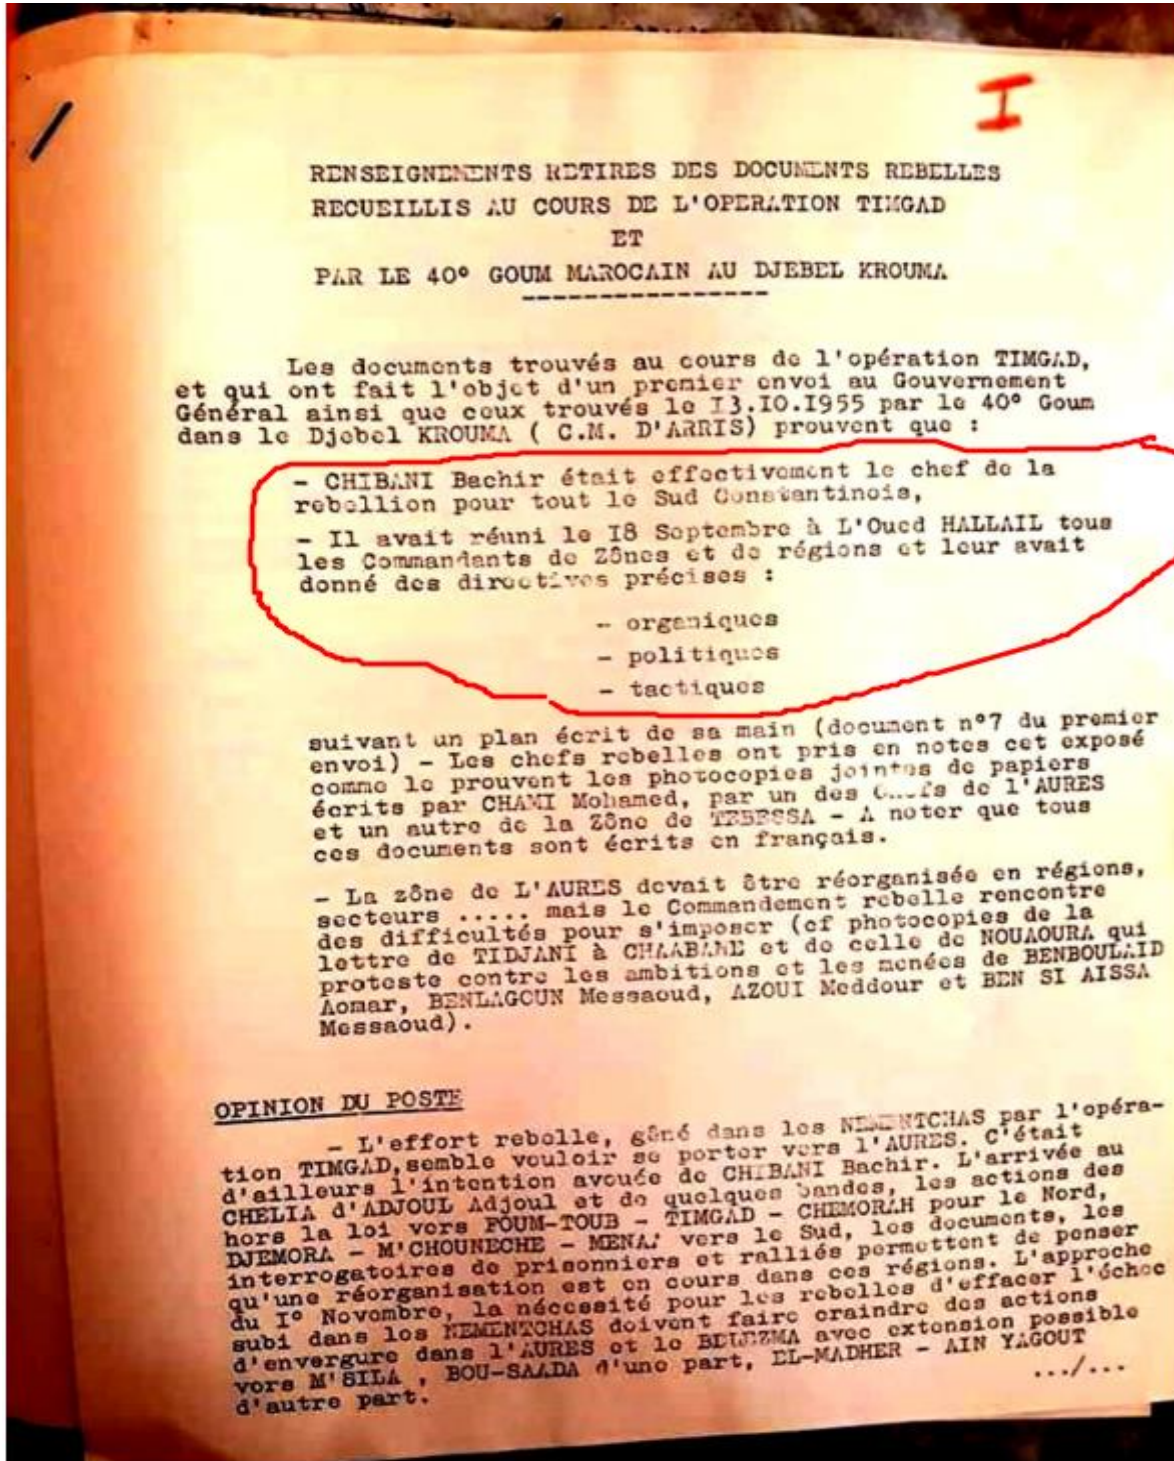 I
RENSEIGNEMENTS RETIRES DES DOCUMENTS REBELLES
RECUEILLIS AU COURS DE L'OPERATION TIMGAD
ET
PAR LE 40° GOUM MAROCAIN AU DJEBEL KROUMA
----------------
Les documents trouvés au cours de l'opération TIMGAD,
et qui ont fait l'objet d'un premier envoi au Gouvernement
Général ainsi que ceux trouvés le I3.IO.I955 par le 40° Goum
dans le Djebel KROUMA ( C.M. D'ARRIS) prouvent que :
- CHIBANI Bachir était effectivement le chef de la
rebellion pour tout le Sud Constantinois,
- Il avait réuni le I8 Septembre à L'Oued HALLAIL tous
les Commandants de Zônes et de régions et leur avait
donné des directives précises :
- organiques
- politiques
- tactiques
suivant un plan écrit de sa main (document n°7 du premier
envoi) - Les chefs rebelles ont pris en notes cet exposé
comme le prouvent les photocopies jointes de papiers
écrits par CHAMI Mohamed, par un des Chefs de l'AURES
et un autre de la Zône de TEBESSA - A noter que tous
ces documents sont écrits en français.
- La zône de L'AURES devait être réorganisée en régions,
secteurs ..... mais le Commandement rebelle rencontre
des difficultés pour s'imposer (cf photocopies de la
lettre de TIDJANI à CHAABANE et de celle de NOUAOURA qui
proteste contre les ambitions et les menées de BENBOULAID
Aomar, BENLAGOUN Messaoud, AZOUI Meddour et BEN SI AISSA
Messaoud).
OPINION DU POSTE
- L'effort rebelle, gêné dans les NEMENTCHAS par l'opéra-
tion TIMGAD,semble vouloir se porter vers l'AURES. C'était
d'ailleurs l'intention avouée de CHIBANI Bachir. L'arrivée au
CHELIA d'ADJOUL Adjoul et de quelques bandes, les actions des
hors la loi vers FOUM-TOUB - TIMGAD - CHEMORAH pour le Nord,
DJEMORA - M'CHOUNECHE - MENAA vers le Sud, les documents, les
interrogatoires de prisonniers et ralliés permettent de penser
qu'une réorganisation est en cours dans ces régions. L'approche
du I° Novembre, la nécessité pour les rebelles d'effacer l'échec
subi dans les NEMENTCHAS doivent faire craindre des actions
d'envergure dans l'AURES et le BELEZMA avec extension possible
vers M'SILA , BOU-SAADA d'une part, EL-MADHER - AIN YAGOUT
d'autre part.
.../...